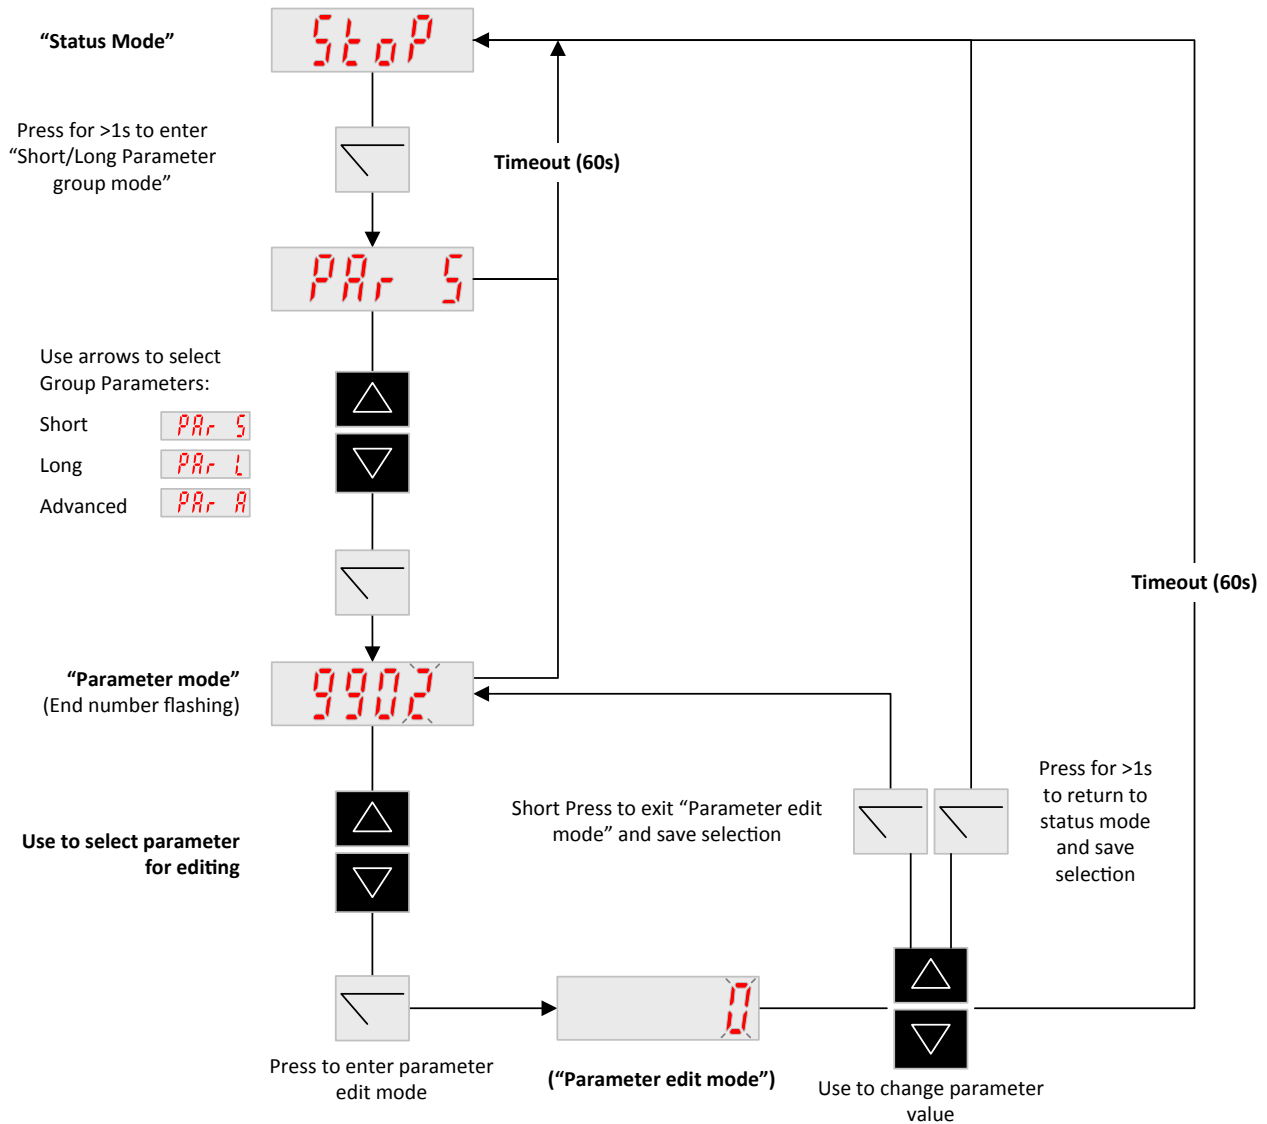 “Status Mode”
StoP
Press for >1s to enter
“Short/Long Parameter
group mode”
Timeout (60s)
PAr S
Use arrows to select
Group Parameters:
Short PAr S
Long PAr L
Advanced PAr A
Timeout (60s)
“Parameter mode”
(End number flashing)
9902
Use to select parameter
for editing
Short Press to exit “Parameter edit
mode” and save selection
Press for >1s
to return to
status mode
and save
selection
0
Press to enter parameter
edit mode
(“Parameter edit mode”)
Use to change parameter
value